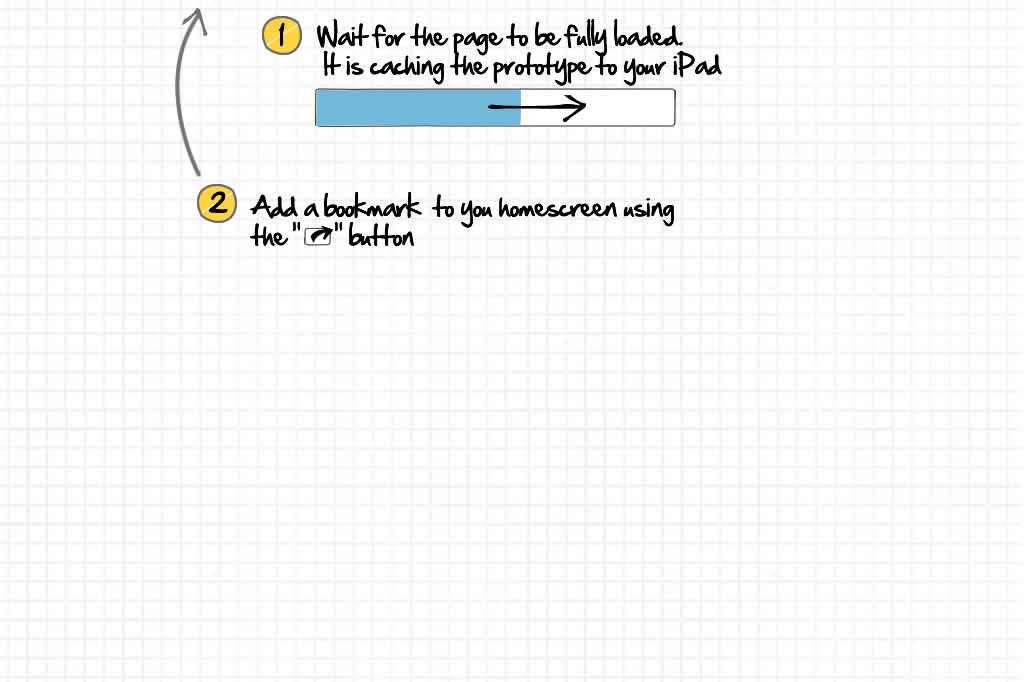 1 Wait for the page to be fully loaded.
It is caching the prototype to your iPad
2 Add a bookmark to you homescreen using
the " " button